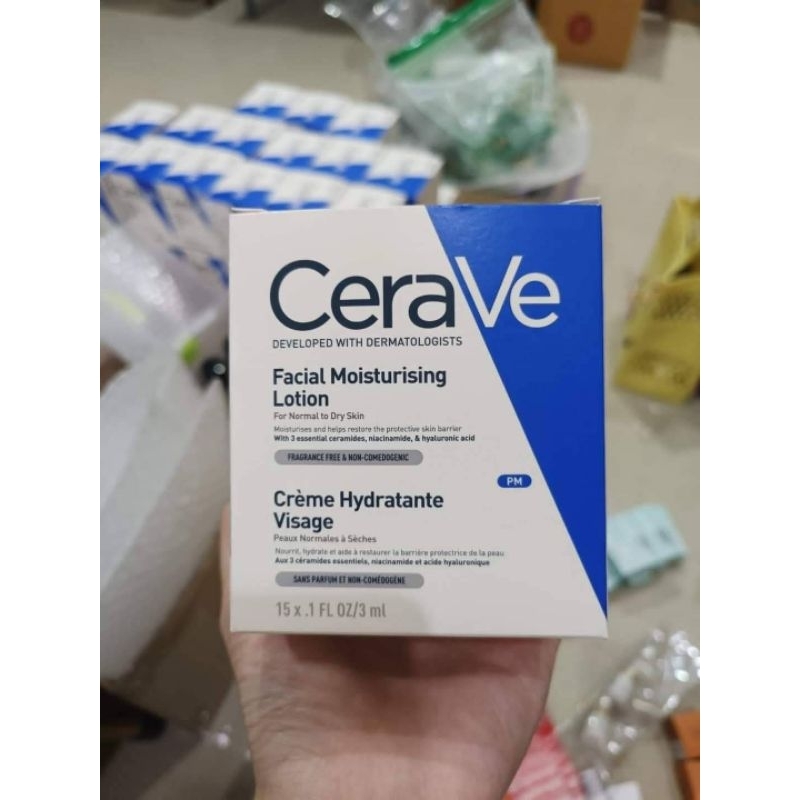 CeraVe
DEVELOPED WITH DERMATOLOGISTS
Facial Moisturising
Lotion
For Normal to Dry Skin
Moisturises and helps restore the protective skin barrier
With 3 essential ceramides, niacinamide, & hyaluronic acid
FRAGRANCE FREE & NON-COMEDOGENIC
PM
Crème Hydratante
Visage
Peaux Normales à Sèches
Nourrit, hydrate et aide à restaurer la barrière protectrice de la peau
Aux 3 céramides essentiels, niacinamide et acide hyaluronique
SANS PARFUM ET NON-COMÉDOGÈNE
15 x .1 FL OZ/3 ml